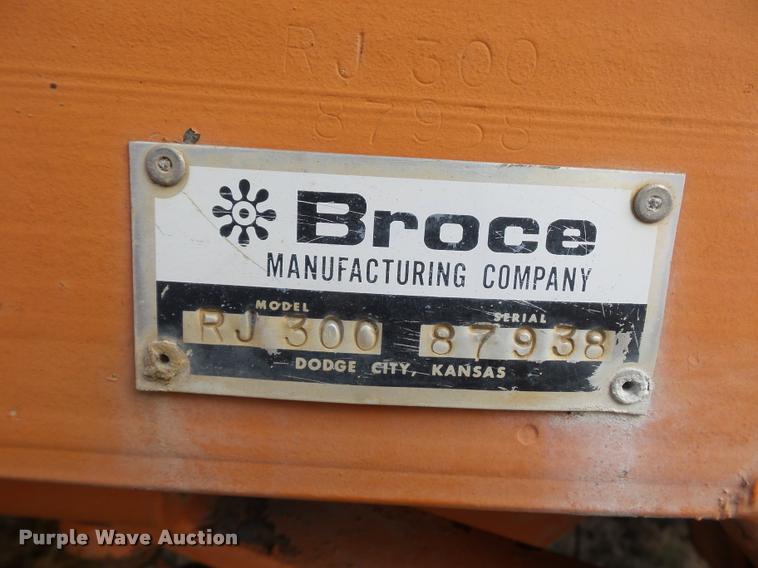 RJ 300
87938
Broce
MANUFACTURING COMPANY
MODEL SERIAL
RJ 300 87938
DODGE CITY, KANSAS
Purple Wave Auction